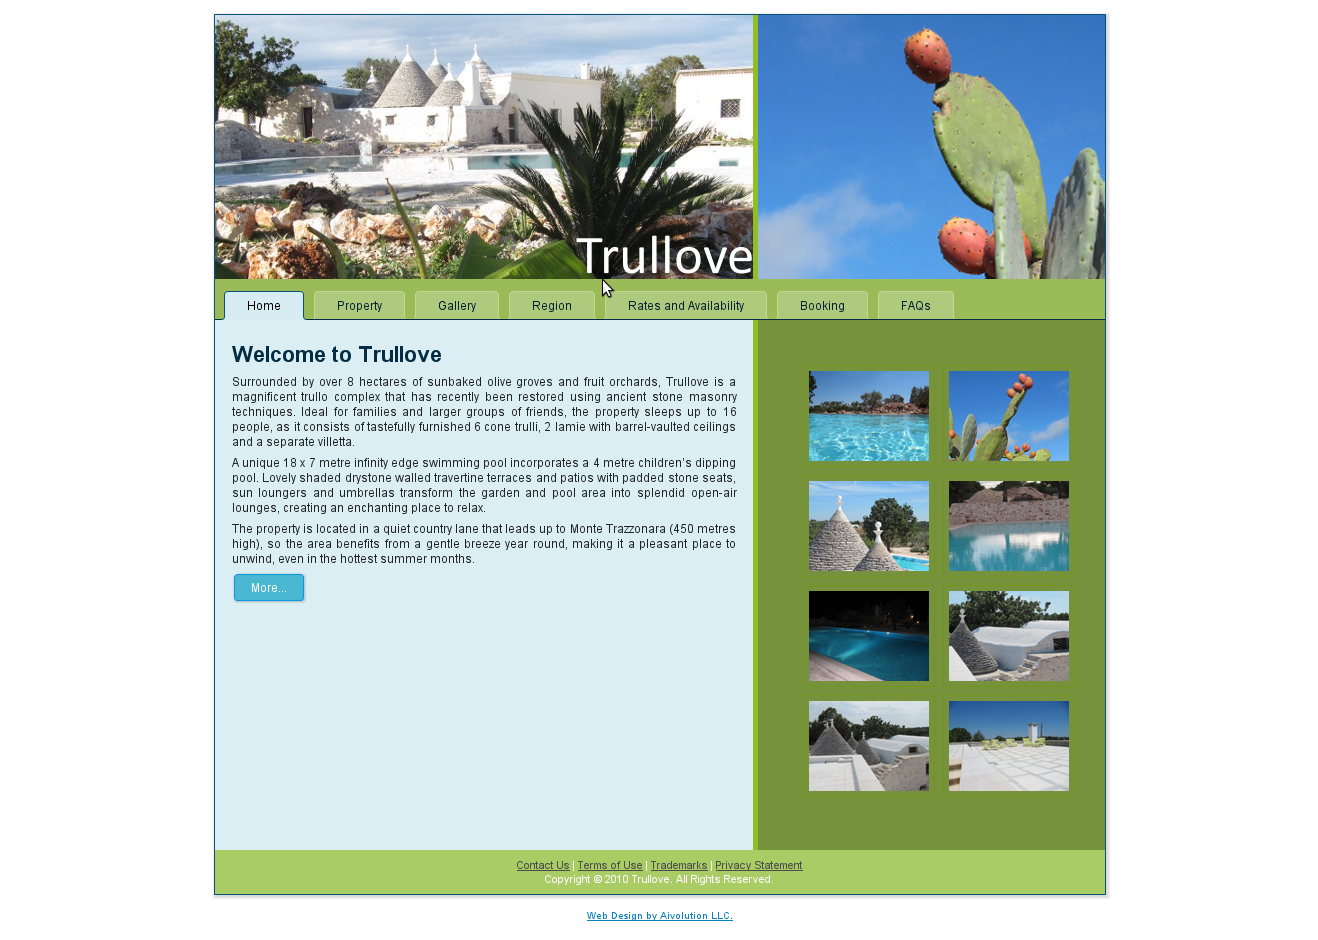 Trullove
Home Property Gallery Region Rates and Availability Booking FAQs
Welcome to Trullove
Surrounded by over 8 hectares of sunbaked olive groves and fruit orchards, Trullove is a
magnificent trullo complex that has recently been restored using ancient stone masonry
techniques. Ideal for families and larger groups of friends, the property sleeps up to 16
people, as it consists of tastefully furnished 6 cone trulli, 2 lamie with barrel-vaulted ceilings
and a separate villetta.
A unique 18 x 7 metre infinity edge swimming pool incorporates a 4 metre children's dipping
pool. Lovely shaded drystone walled travertine terraces and patios with padded stone seats,
sun loungers and umbrellas transform the garden and pool area into splendid open-air
lounges, creating an enchanting place to relax.
The property is located in a quiet country lane that leads up to Monte Trazzonara (450 metres
high), so the area benefits from a gentle breeze year round, making it a pleasant place to
unwind, even in the hottest summer months.
More...
Contact Us | Terms of Use | Trademarks | Privacy Statement
Copyright © 2010 Trullove. All Rights Reserved.
Web Design by Aivolution LLC.